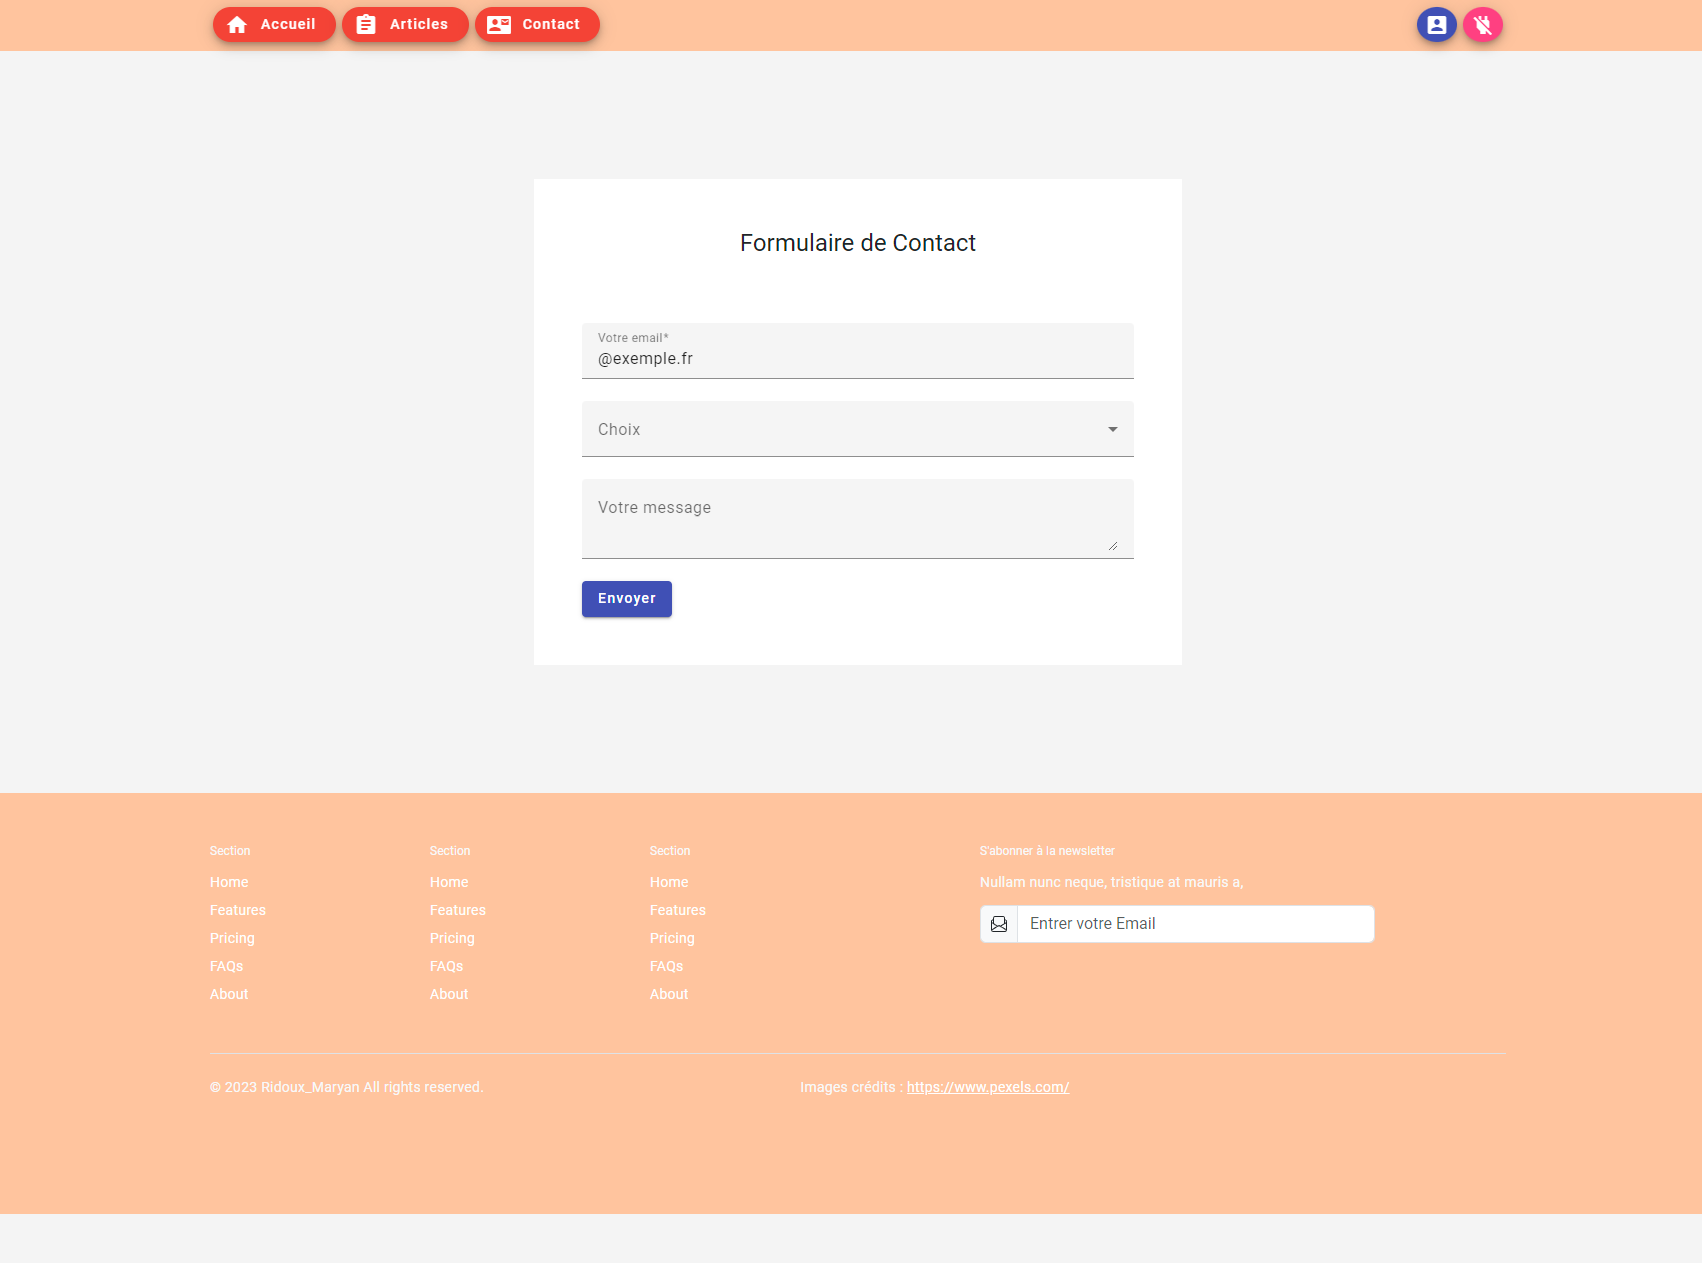 Accueil
Articles
Contact
Formulaire de Contact
Votre email*
@exemple.fr
Choix
Votre message
Envoyer
Section
Home
Features
Pricing
FAQs
About
Section
Home
Features
Pricing
FAQs
About
Section
Home
Features
Pricing
FAQs
About
S'abonner à la newsletter
Nullam nunc neque, tristique at mauris a,
Entrer votre Email
© 2023 Ridoux_Maryan All rights reserved.
Images crédits : https://www.pexels.com/